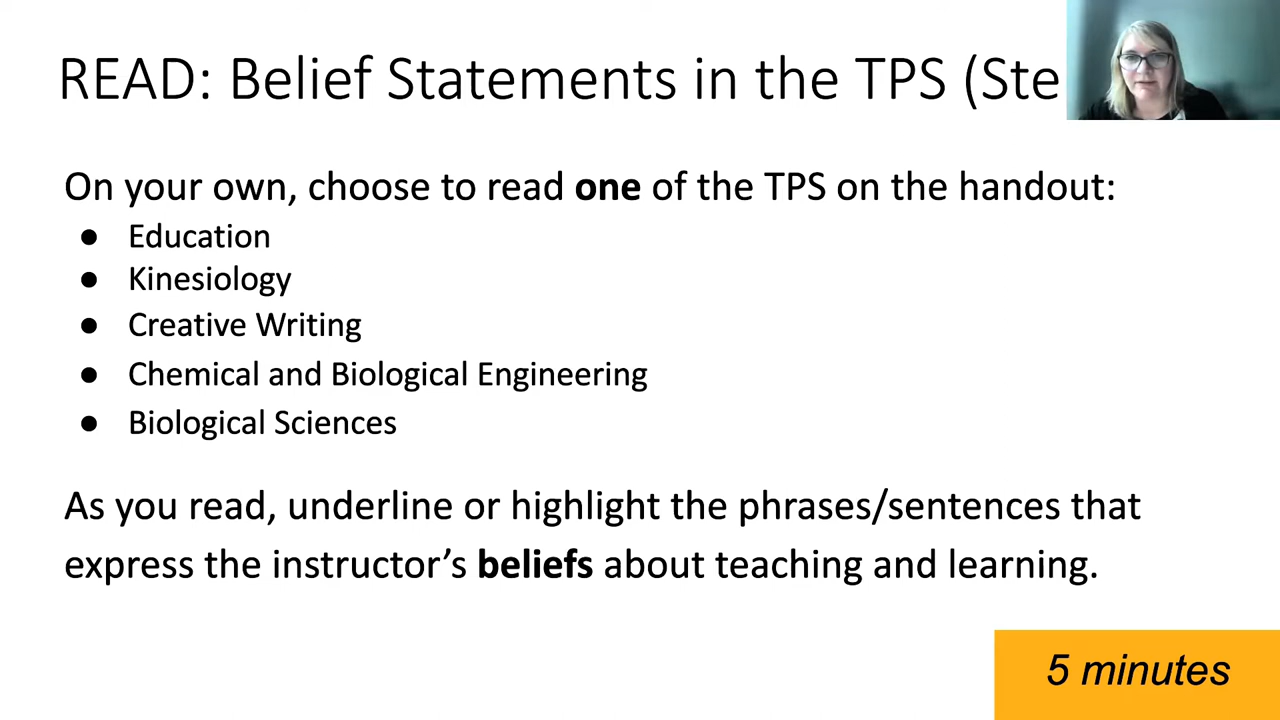 READ: Belief Statements in the TPS (Ste
On your own, choose to read one of the TPS on the handout:
● Education
● Kinesiology
● Creative Writing
● Chemical and Biological Engineering
● Biological Sciences
As you read, underline or highlight the phrases/sentences that
express the instructor’s beliefs about teaching and learning.
5 minutes